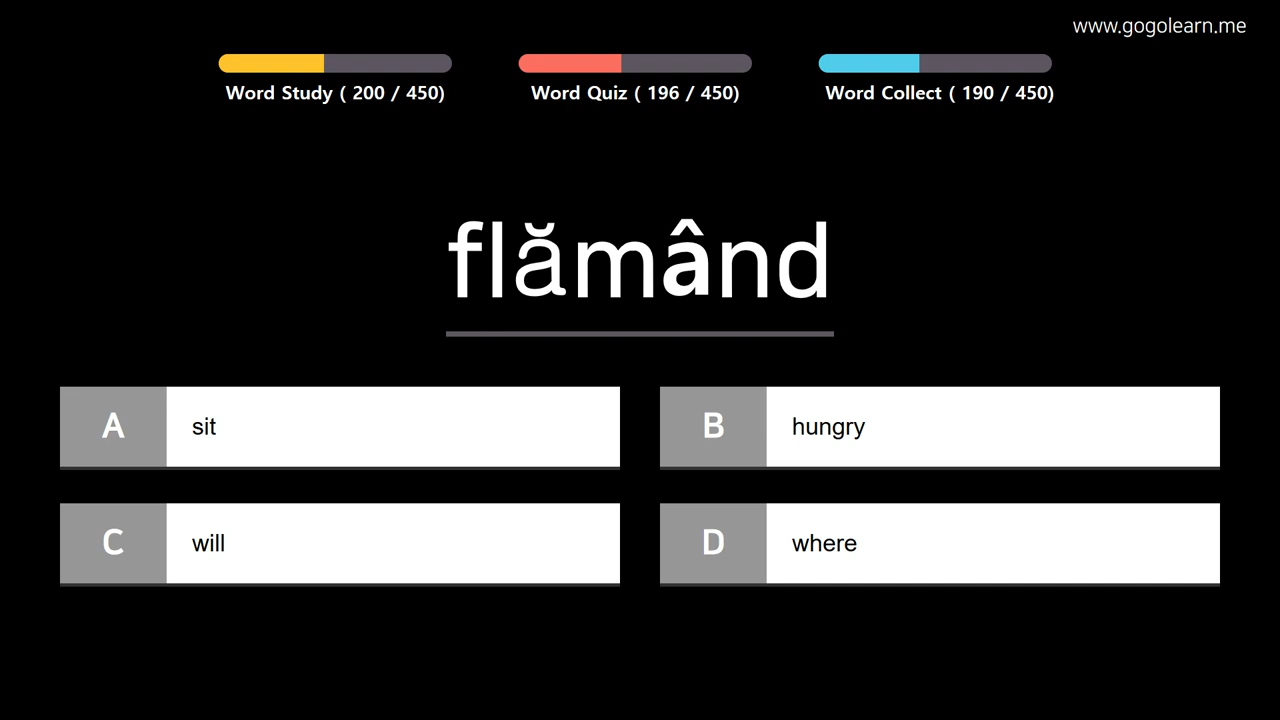 www.gogolearn.me
Word Study ( 200 / 450)
Word Quiz ( 196 / 450)
Word Collect ( 190 / 450)
flămând
A
sit
B
hungry
C
will
D
where